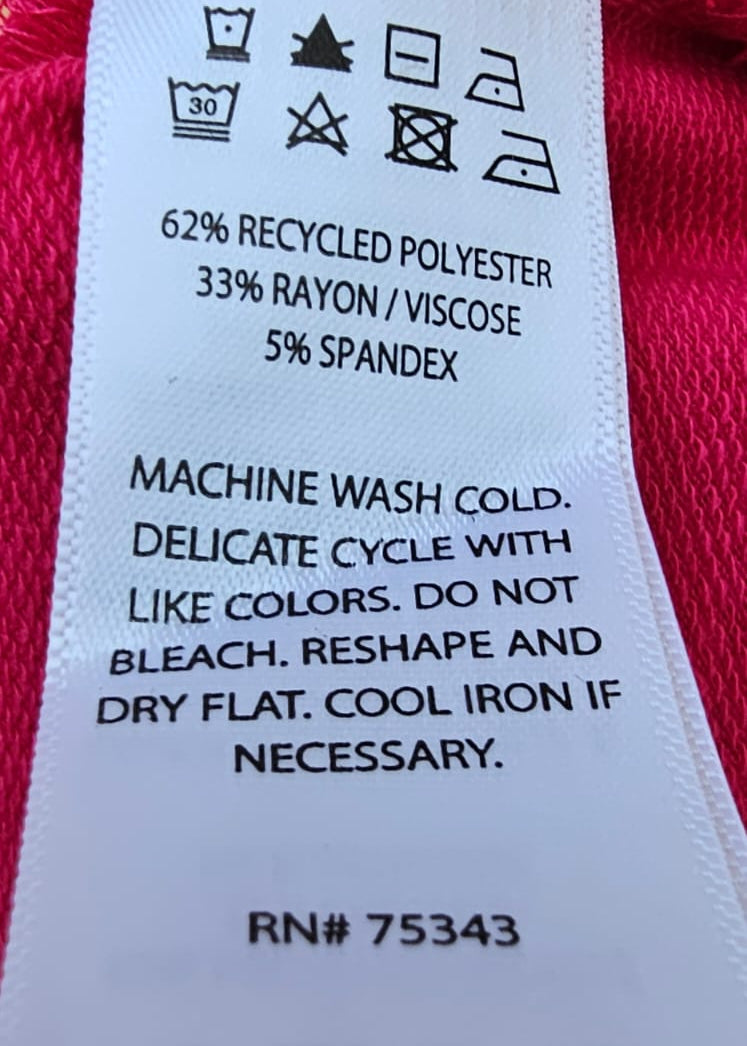 30
62% RECYCLED POLYESTER
33% RAYON / VISCOSE
5% SPANDEX
MACHINE WASH COLD.
DELICATE CYCLE WITH
LIKE COLORS. DO NOT
BLEACH. RESHAPE AND
DRY FLAT. COOL IRON IF
NECESSARY.
RN# 75343